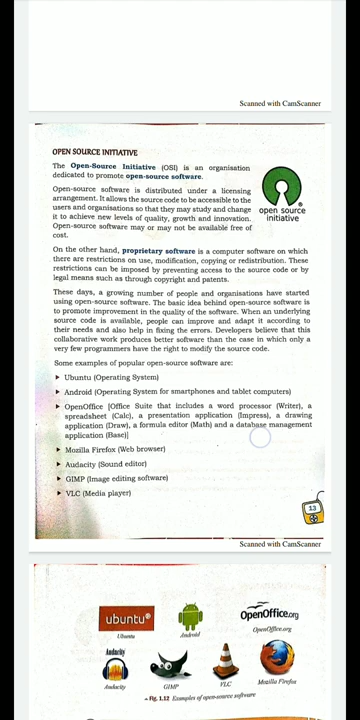 Scanned with CamScanner
OPEN SOURCE INITIATIVE
The Open-Source Initiative (OSI) is an organisation
dedicated to promote open-source software.
Open-source software is distributed under a licensing
arrangement. It allows the source code to be accessible to the
users and organisations so that they may study and change
it to achieve new levels of quality, growth and innovation.
Open-source software may or may not be available free of
cost.
open source
initiative
On the other hand, proprietary software is a computer software on which
there are restrictions on use, modification, copying or redistribution. These
restrictions can be imposed by preventing access to the source code or by
legal means such as through copyright and patents.
These days, a growing number of people and organisations have started
using open-source software. The basic idea behind open-source software is
to promote improvement in the quality of the software. When an underlying
source code is available, people can improve and adapt it according to
their needs and also help in fixing the errors. Developers believe that this
collaborative work produces better software than the case in which only a
very few programmers have the right to modify the source code.
Some examples of popular open-source software are:
▸ Ubuntu (Operating System)
▸ Android (Operating System for smartphones and tablet computers)
▸ OpenOffice [Office Suite that includes a word processor (Writer), a
spreadsheet (Calc), a presentation application (Impress), a drawing
application (Draw), a formula editor (Math) and a database management
application (Base)]
▸ Mozilla Firefox (Web browser)
▸ Audacity (Sound editor)
▸ GIMP (Image editing software)
▸ VLC (Media player)
13
Scanned with CamScanner
ubuntu®
OpenOffice.org
Ubuntu
Android
OpenOffice.org
Audacity
Audacity
GIMP
VLC
Mozilla Firefox
Fig. 1.12 Examples of open-source software